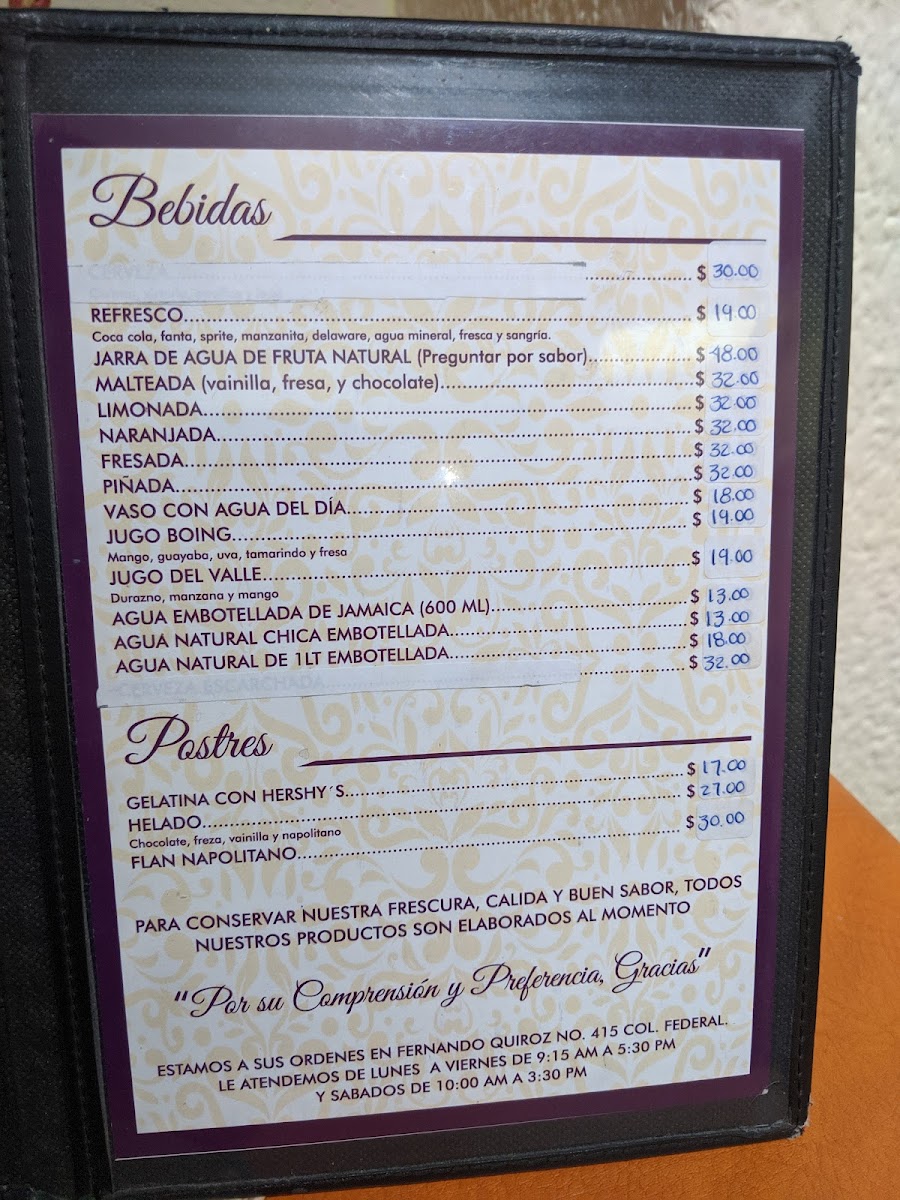 Bebidas
CERVEZA ........................ $ 30.00
REFRESCO........................ $ 19.00
Coca cola, fanta, sprite, manzanita, delaware, agua mineral, fresca y sangría.
JARRA DE AGUA DE FRUTA NATURAL (Preguntar por sabor)........................ $ 48.00
MALTEADA (vainilla, fresa, y chocolate)........................ $ 32.00
LIMONADA........................ $ 32.00
NARANJADA........................ $ 32.00
FRESADA........................ $ 32.00
PIÑADA........................ $ 32.00
VASO CON AGUA DEL DÍA........................ $ 18.00
JUGO BOING........................ $ 19.00
Mango, guayaba, uva, tamarindo y fresa
JUGO DEL VALLE........................ $ 19.00
Durazno, manzana y mango
AGUA EMBOTELLADA DE JAMAICA (600 ML)........................ $ 13.00
AGUA NATURAL CHICA EMBOTELLADA........................ $ 13.00
AGUA NATURAL DE 1LT EMBOTELLADA........................ $ 18.00
CERVEZA ESCARCHADA........................ $ 32.00
Postres
GELATINA CON HERSHY´S........................ $ 17.00
HELADO........................ $ 27.00
Chocolate, freza, vainilla y napolitano
FLAN NAPOLITANO........................ $ 30.00
PARA CONSERVAR NUESTRA FRESCURA, CALIDA Y BUEN SABOR, TODOS
NUESTROS PRODUCTOS SON ELABORADOS AL MOMENTO
"Por su Comprensión y Preferencia, Gracias"
ESTAMOS A SUS ORDENES EN FERNANDO QUIROZ NO. 415 COL. FEDERAL.
LE ATENDEMOS DE LUNES A VIERNES DE 9:15 AM A 5:30 PM
Y SABADOS DE 10:00 AM A 3:30 PM